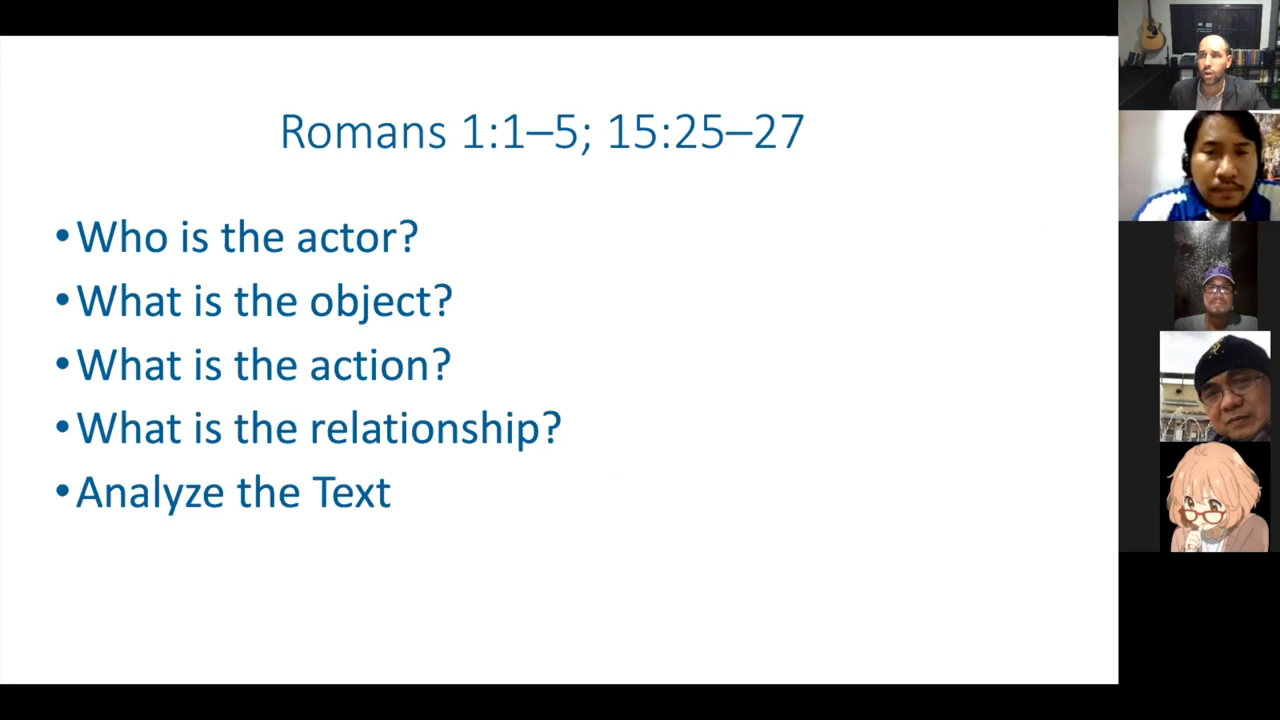 Romans 1:1–5; 15:25–27
•Who is the actor?
•What is the object?
•What is the action?
•What is the relationship?
•Analyze the Text